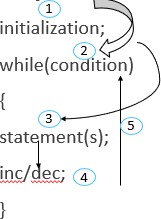 1
initialization;
2
while(condition)
{
3
statement(s);
5
inc/dec;
4
}